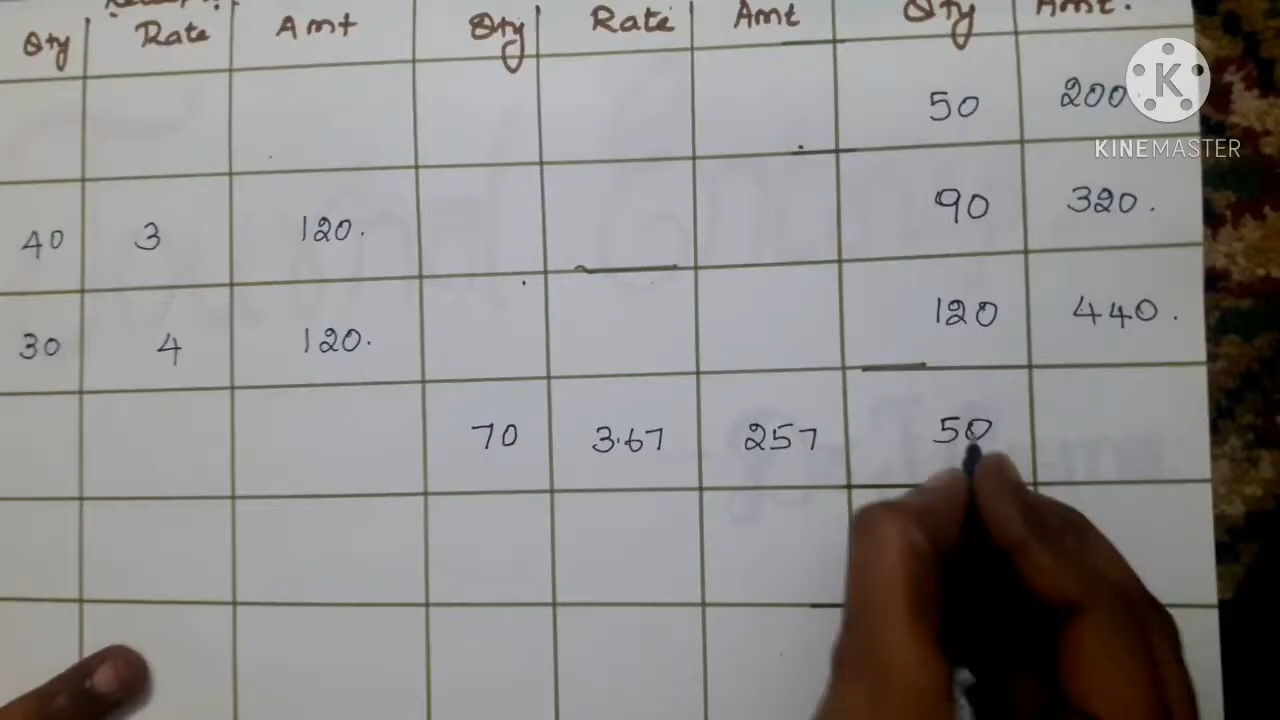 Qty Rate Amt Qty Rate Amt Qty Amt.
50 200
40 3 120. 90 320.
30 4 120. 120 440.
70 3.67 257 50
K
KINEMASTER